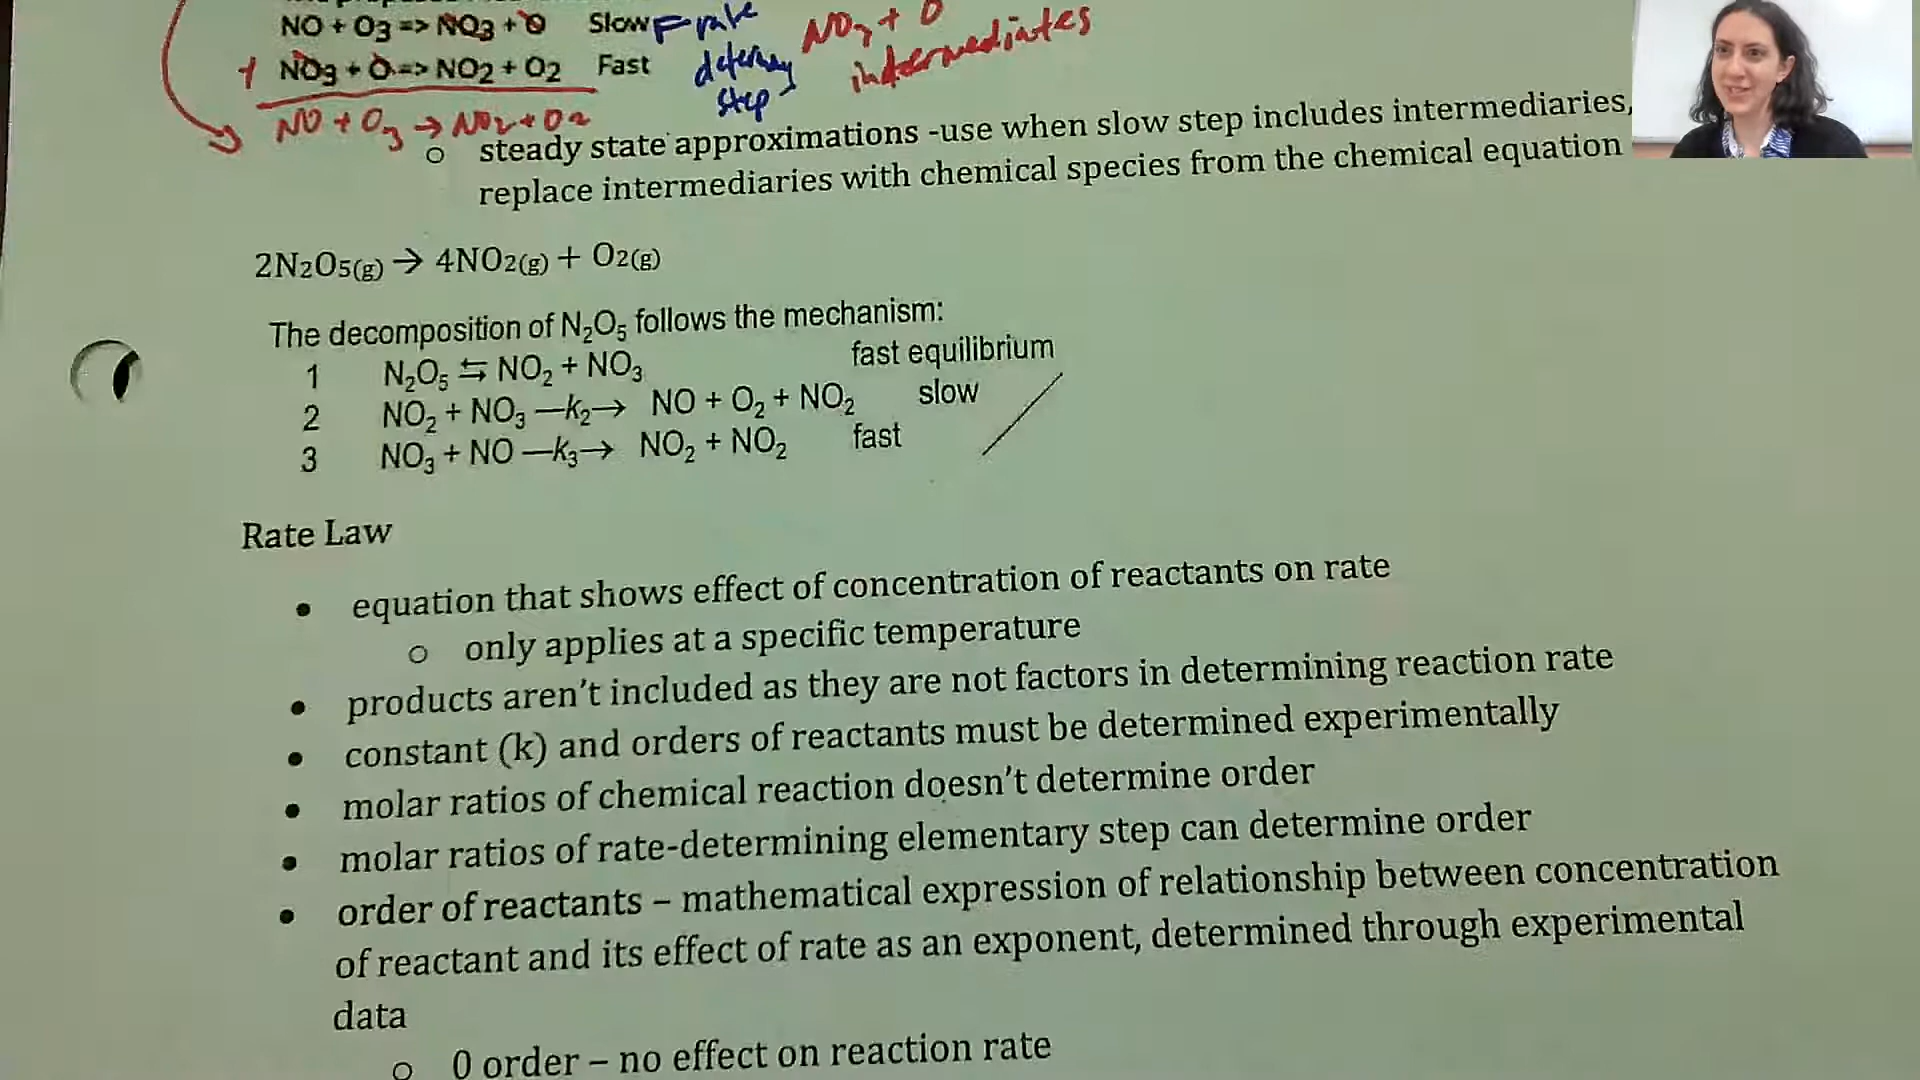 NO + O3 => NO3 + O Slow rate NO3 + O
+ NO3 + O => NO2 + O2 Fast step intermediates
NO + O3 → NO2 + O2
o steady state approximations -use when slow step includes intermediaries,
replace intermediaries with chemical species from the chemical equation
2N2O5(g) → 4NO2(g) + O2(g)
The decomposition of N₂O₅ follows the mechanism:
1 N₂O₅ ⇆ NO₂ + NO₃ fast equilibrium
2 NO₂ + NO₃ —k₂→ NO + O₂ + NO₂ slow
3 NO₃ + NO —k₃→ NO₂ + NO₂ fast
Rate Law
• equation that shows effect of concentration of reactants on rate
o only applies at a specific temperature
• products aren't included as they are not factors in determining reaction rate
• constant (k) and orders of reactants must be determined experimentally
• molar ratios of chemical reaction doesn't determine order
• molar ratios of rate-determining elementary step can determine order
• order of reactants – mathematical expression of relationship between concentration
of reactant and its effect of rate as an exponent, determined through experimental
data
o 0 order – no effect on reaction rate